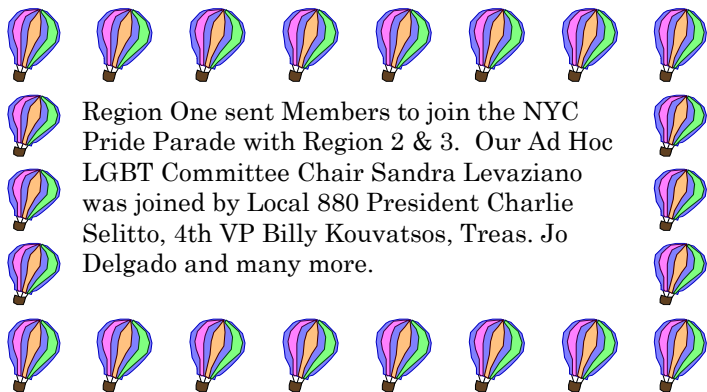 Region One sent Members to join the NYC
Pride Parade with Region 2 & 3.  Our Ad Hoc
LGBT Committee Chair Sandra Levaziano
was joined by Local 880 President Charlie
Selitto, 4th VP Billy Kouvatsos, Treas. Jo
Delgado and many more.